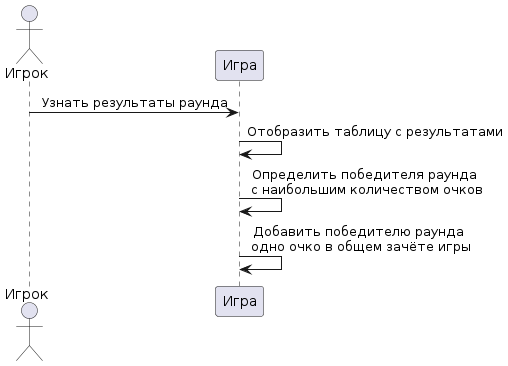 Игрок
Игра
Узнать результаты раунда
Отобразить таблицу с результатами
Определить победителя раунда
с наибольшим количеством очков
Добавить победителю раунда
одно очко в общем зачёте игры
Игрок
Игра